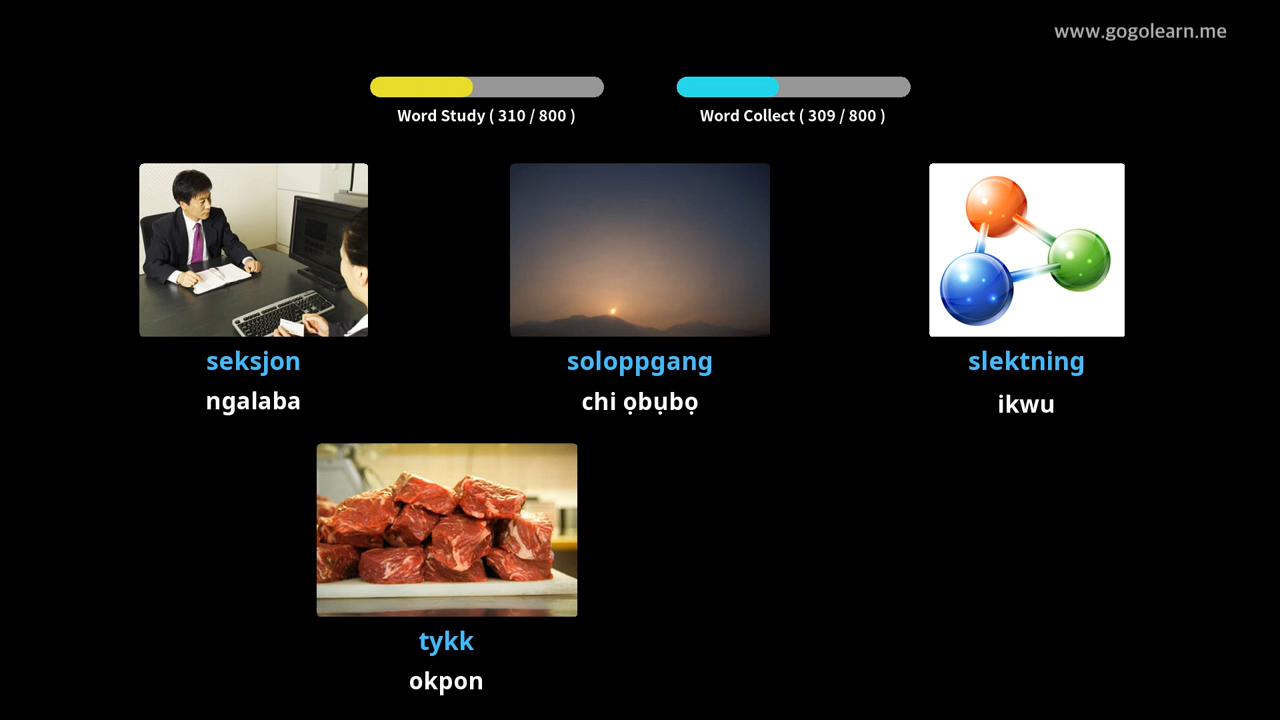 www.gogolearn.me
Word Study ( 310 / 800 )
Word Collect ( 309 / 800 )
seksjon
ngalaba
soloppgang
chi ọbụbọ
slektning
ikwu
tykk
okpon